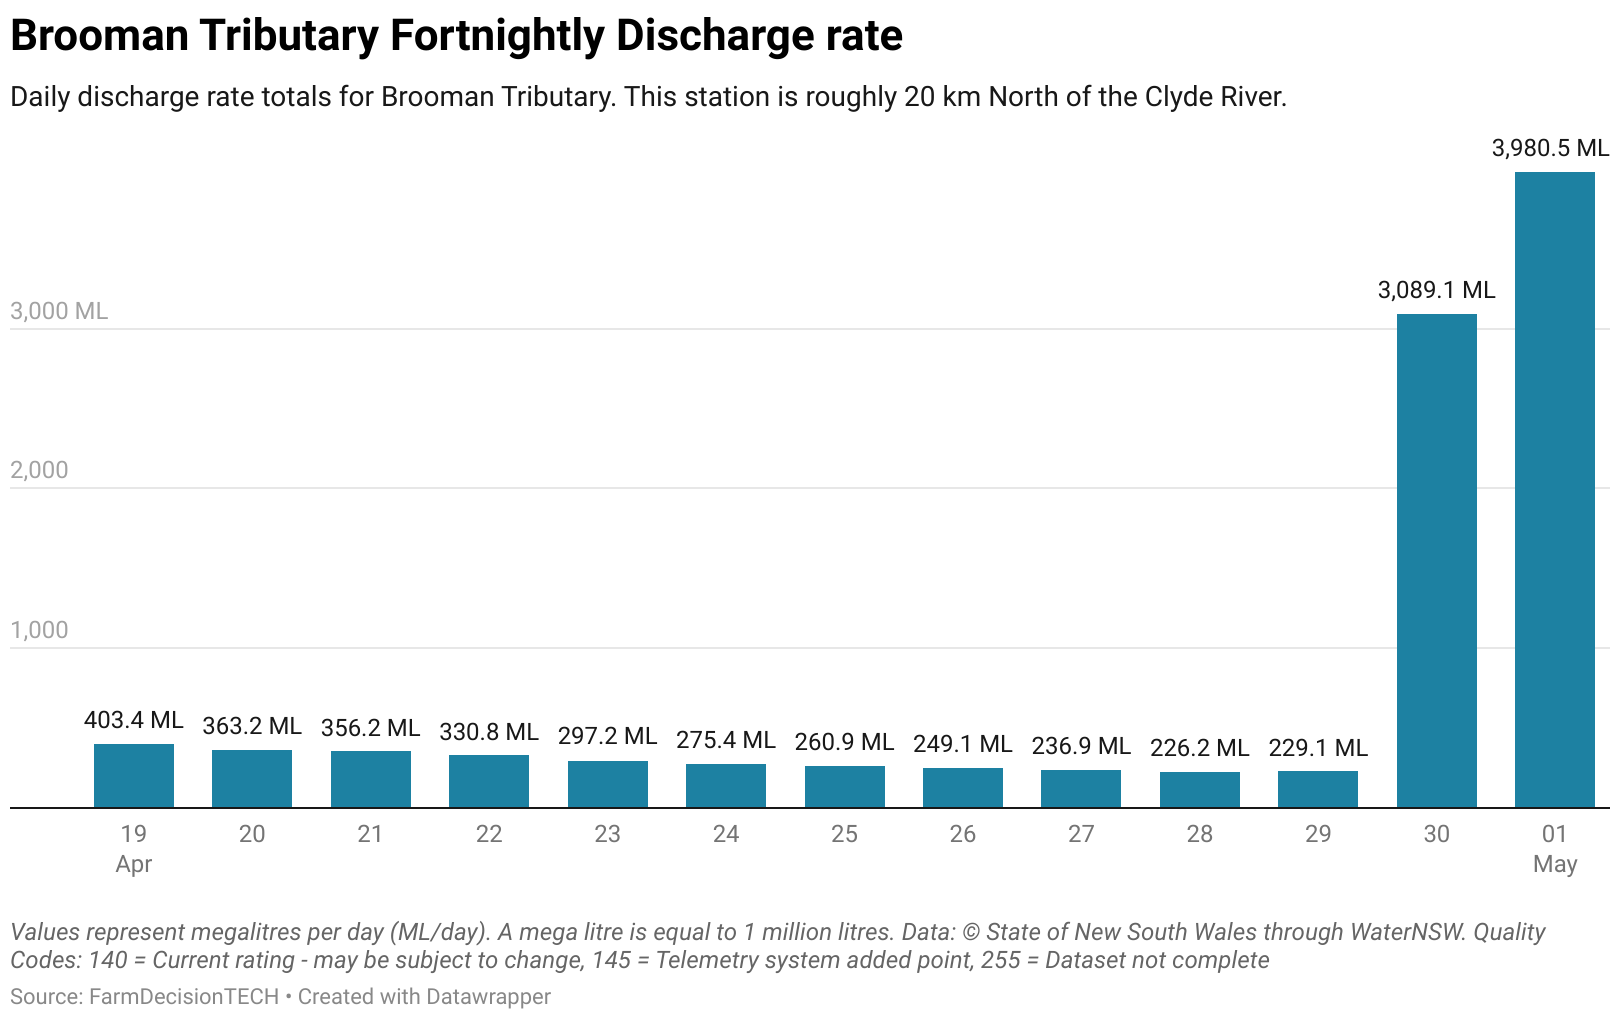 Brooman Tributary Fortnightly Discharge rate
Daily discharge rate totals for Brooman Tributary. This station is roughly 20 km North of the Clyde River.
3,980.5 ML
3,089.1 ML
3,000 ML
2,000
1,000
403.4 ML 363.2 ML 356.2 ML 330.8 ML 297.2 ML 275.4 ML 260.9 ML 249.1 ML 236.9 ML 226.2 ML 229.1 ML
19 20 21 22 23 24 25 26 27 28 29 30 01
Apr May
Values represent megalitres per day (ML/day). A mega litre is equal to 1 million litres. Data: © State of New South Wales through WaterNSW. Quality
Codes: 140 = Current rating - may be subject to change, 145 = Telemetry system added point, 255 = Dataset not complete
Source: FarmDecisionTECH • Created with Datawrapper